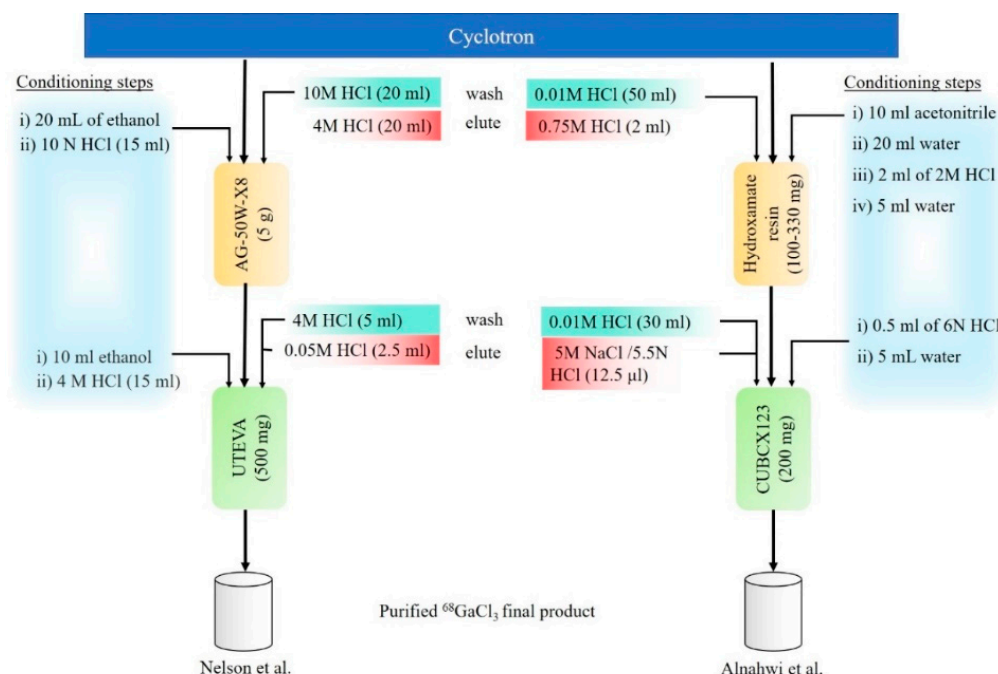 Cyclotron
Conditioning steps
i) 20 mL of ethanol
ii) 10 N HCl (15 ml)
10M HCl (20 ml)
wash
0.01M HCl (50 ml)
4M HCl (20 ml)
elute
0.75M HCl (2 ml)
Conditioning steps
i) 10 ml acetonitrile
ii) 20 ml water
iii) 2 ml of 2M HCl
iv) 5 ml water
AG-50W-X8
(5 g)
Hydroxamate
resin
(100-330 mg)
i) 10 ml ethanol
ii) 4 M HCl (15 ml)
4M HCl (5 ml)
wash
0.01M HCl (30 ml)
0.05M HCl (2.5 ml)
elute
5M NaCl /5.5N
HCl (12.5 µl)
i) 0.5 ml of 6N HCl
ii) 5 mL water
UTEVA
(500 mg)
CUBCX123
(200 mg)
Purified ⁶⁸GaCl₃ final product
Nelson et al.
Alnahwi et al.